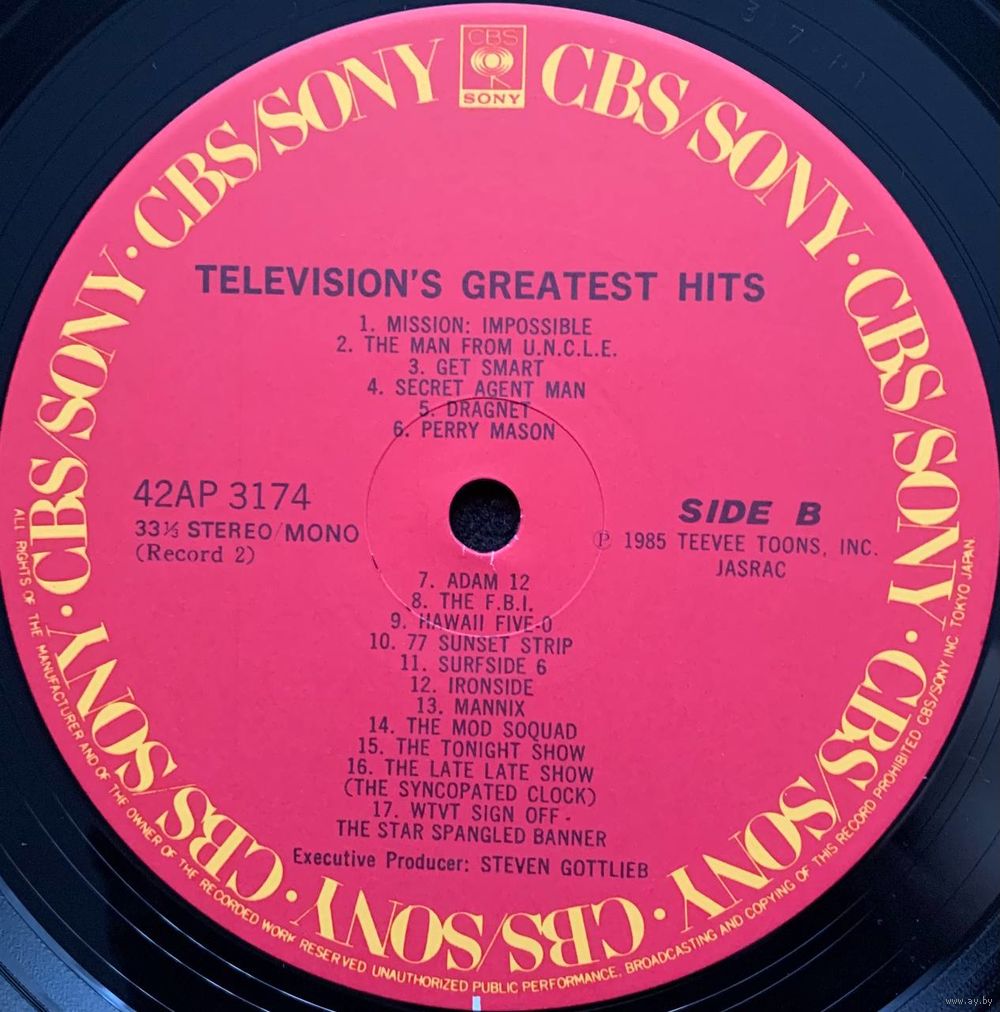 CBS
SONY
CBS/SONY · CBS/SONY · CBS/SONY · CBS/SONY · CBS/SONY · CBS/SONY · CBS/SONY · CBS/SONY · CBS/SONY · CBS/SONY
TELEVISION'S GREATEST HITS
1. MISSION: IMPOSSIBLE
2. THE MAN FROM U.N.C.L.E.
3. GET SMART
4. SECRET AGENT MAN
5. DRAGNET
6. PERRY MASON
42AP 3174
33⅓ STEREO/MONO
(Record 2)
SIDE B
℗ 1985 TEEVEE TOONS, INC.
JASRAC
7. ADAM 12
8. THE F.B.I.
9. HAWAII FIVE-O
10. 77 SUNSET STRIP
11. SURFSIDE 6
12. IRONSIDE
13. MANNIX
14. THE MOD SOQUAD
15. THE TONIGHT SHOW
16. THE LATE LATE SHOW
(THE SYNCOPATED CLOCK)
17. WTVT SIGN OFF -
THE STAR SPANGLED BANNER
Executive Producer: STEVEN GOTTLIEB
ALL RIGHTS OF THE MANUFACTURER AND OF THE OWNER OF THE RECORDED WORK RESERVED UNAUTHORIZED PUBLIC PERFORMANCE, BROADCASTING AND COPYING OF THIS RECORD PROHIBITED CBS/SONY INC. TOKYO JAPAN.
www.ay.by